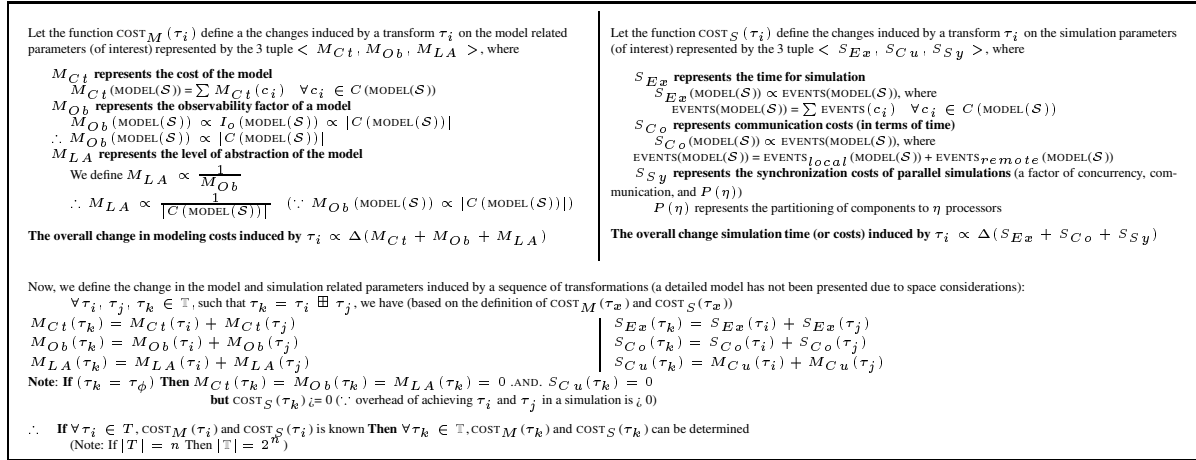 Let the function COST_M(τ_i) define a the changes induced by a transform τ_i on the model related
parameters (of interest) represented by the 3 tuple < M_Ct, M_Ob, M_LA >, where
M_Ct represents the cost of the model
M_Ct(MODEL(𝒮)) = ∑ M_Ct(c_i) ∀c_i ∈ C(MODEL(𝒮))
M_Ob represents the observability factor of a model
M_Ob(MODEL(𝒮)) ∝ I_o(MODEL(𝒮)) ∝ |C(MODEL(𝒮)|
∴ M_Ob(MODEL(𝒮)) ∝ |C(MODEL(𝒮)|
M_LA represents the level of abstraction of the model
We define M_LA ∝ 1/M_Ob
∴ M_LA ∝ 1/|C(MODEL(𝒮))| (∵ M_Ob(MODEL(𝒮)) ∝ |C(MODEL(𝒮))|)
The overall change in modeling costs induced by τ_i ∝ Δ(M_Ct + M_Ob + M_LA)
Let the function COST_S(τ_i) define the changes induced by a transform τ_i on the simulation parameters
(of interest) represented by the 3 tuple < S_Ex, S_Cu, S_Sy >, where
S_Ex represents the time for simulation
S_Ex(MODEL(𝒮)) ∝ EVENTS(MODEL(𝒮)), where
EVENTS(MODEL(𝒮)) = ∑ EVENTS(c_i) ∀c_i ∈ C(MODEL(𝒮))
S_Co represents communication costs (in terms of time)
S_Co(MODEL(𝒮)) ∝ EVENTS(MODEL(𝒮)), where
EVENTS(MODEL(𝒮)) = EVENTS_local(MODEL(𝒮)) + EVENTS_remote(MODEL(𝒮))
S_Sy represents the synchronization costs of parallel simulations (a factor of concurrency, com-
munication, and P(η))
P(η) represents the partitioning of components to η processors
The overall change simulation time (or costs) induced by τ_i ∝ Δ(S_Ex + S_Co + S_Sy)
Now, we define the change in the model and simulation related parameters induced by a sequence of transformations (a detailed model has not been presented due to space considerations):
∀τ_i, τ_j, τ_k ∈ 𝕋, such that τ_k = τ_i ⊞ τ_j, we have (based on the definition of COST_M(τ_x) and COST_S(τ_x))
M_Ct(τ_k) = M_Ct(τ_i) + M_Ct(τ_j)
M_Ob(τ_k) = M_Ob(τ_i) + M_Ob(τ_j)
M_LA(τ_k) = M_LA(τ_i) + M_LA(τ_j)
S_Ex(τ_k) = S_Ex(τ_i) + S_Ex(τ_j)
S_Co(τ_k) = S_Co(τ_i) + S_Co(τ_j)
S_Cu(τ_k) = M_Cu(τ_i) + M_Cu(τ_j)
Note: If (τ_k = τ_ϕ) Then M_Ct(τ_k) = M_Ob(τ_k) = M_LA(τ_k) = 0 .AND. S_Cu(τ_k) = 0
but COST_S(τ_k) ¿= 0 (∵ overhead of achieving τ_i and τ_j in a simulation is ¿ 0)
∴ If ∀τ_i ∈ T, COST_M(τ_i) and COST_S(τ_i) is known Then ∀τ_k ∈ 𝕋, COST_M(τ_k) and COST_S(τ_k) can be determined
(Note: If |T| = n Then |𝕋| = 2^n)